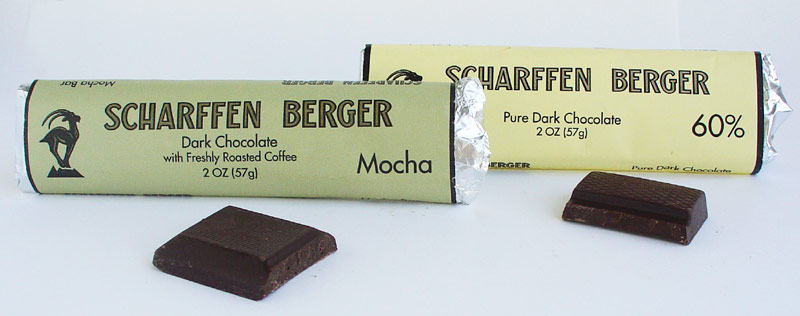 Mocha Bar
SCHARFFEN BERGER
Dark Chocolate
with Freshly Roasted Coffee
2 OZ (57g)
Mocha
SCHARFFEN BERGER
Pure Dark Chocolate
2 OZ (57g)
60%
BERGER
Pure Dark Chocolate